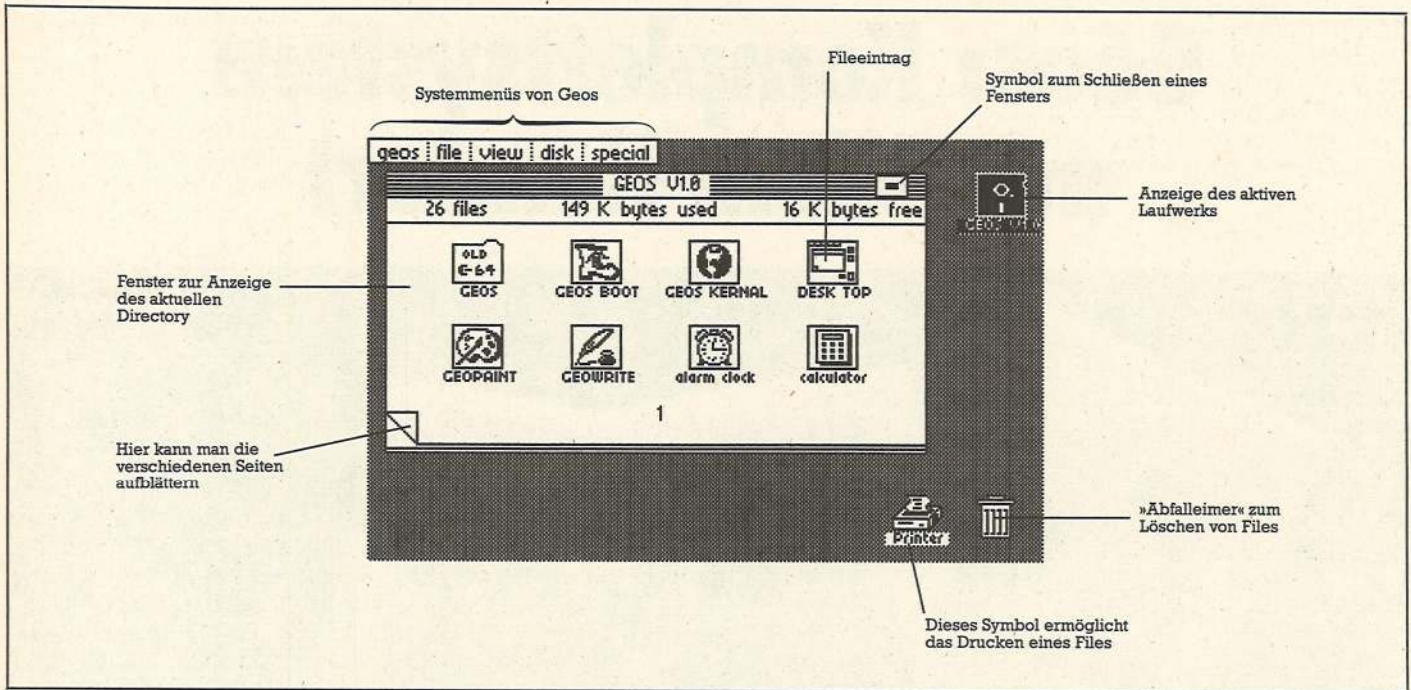 Fileeintrag
Symbol zum Schließen eines
Fensters
Systemmenüs von Geos
geos file view disk special
GEOS V1.0
26 files 149 K bytes used 16 K bytes free
Anzeige des aktiven
Laufwerks
OLD
C-64
GEOS GEOS BOOT GEOS KERNAL DESK TOP
Fenster zur Anzeige
des aktuellen
Directory
GEOPAINT GEOWRITE alarm clock calculator
1
Hier kann man die
verschiedenen Seiten
aufblättern
Printer
»Abfalleimer« zum
Löschen von Files
Dieses Symbol ermöglicht
das Drucken eines Files